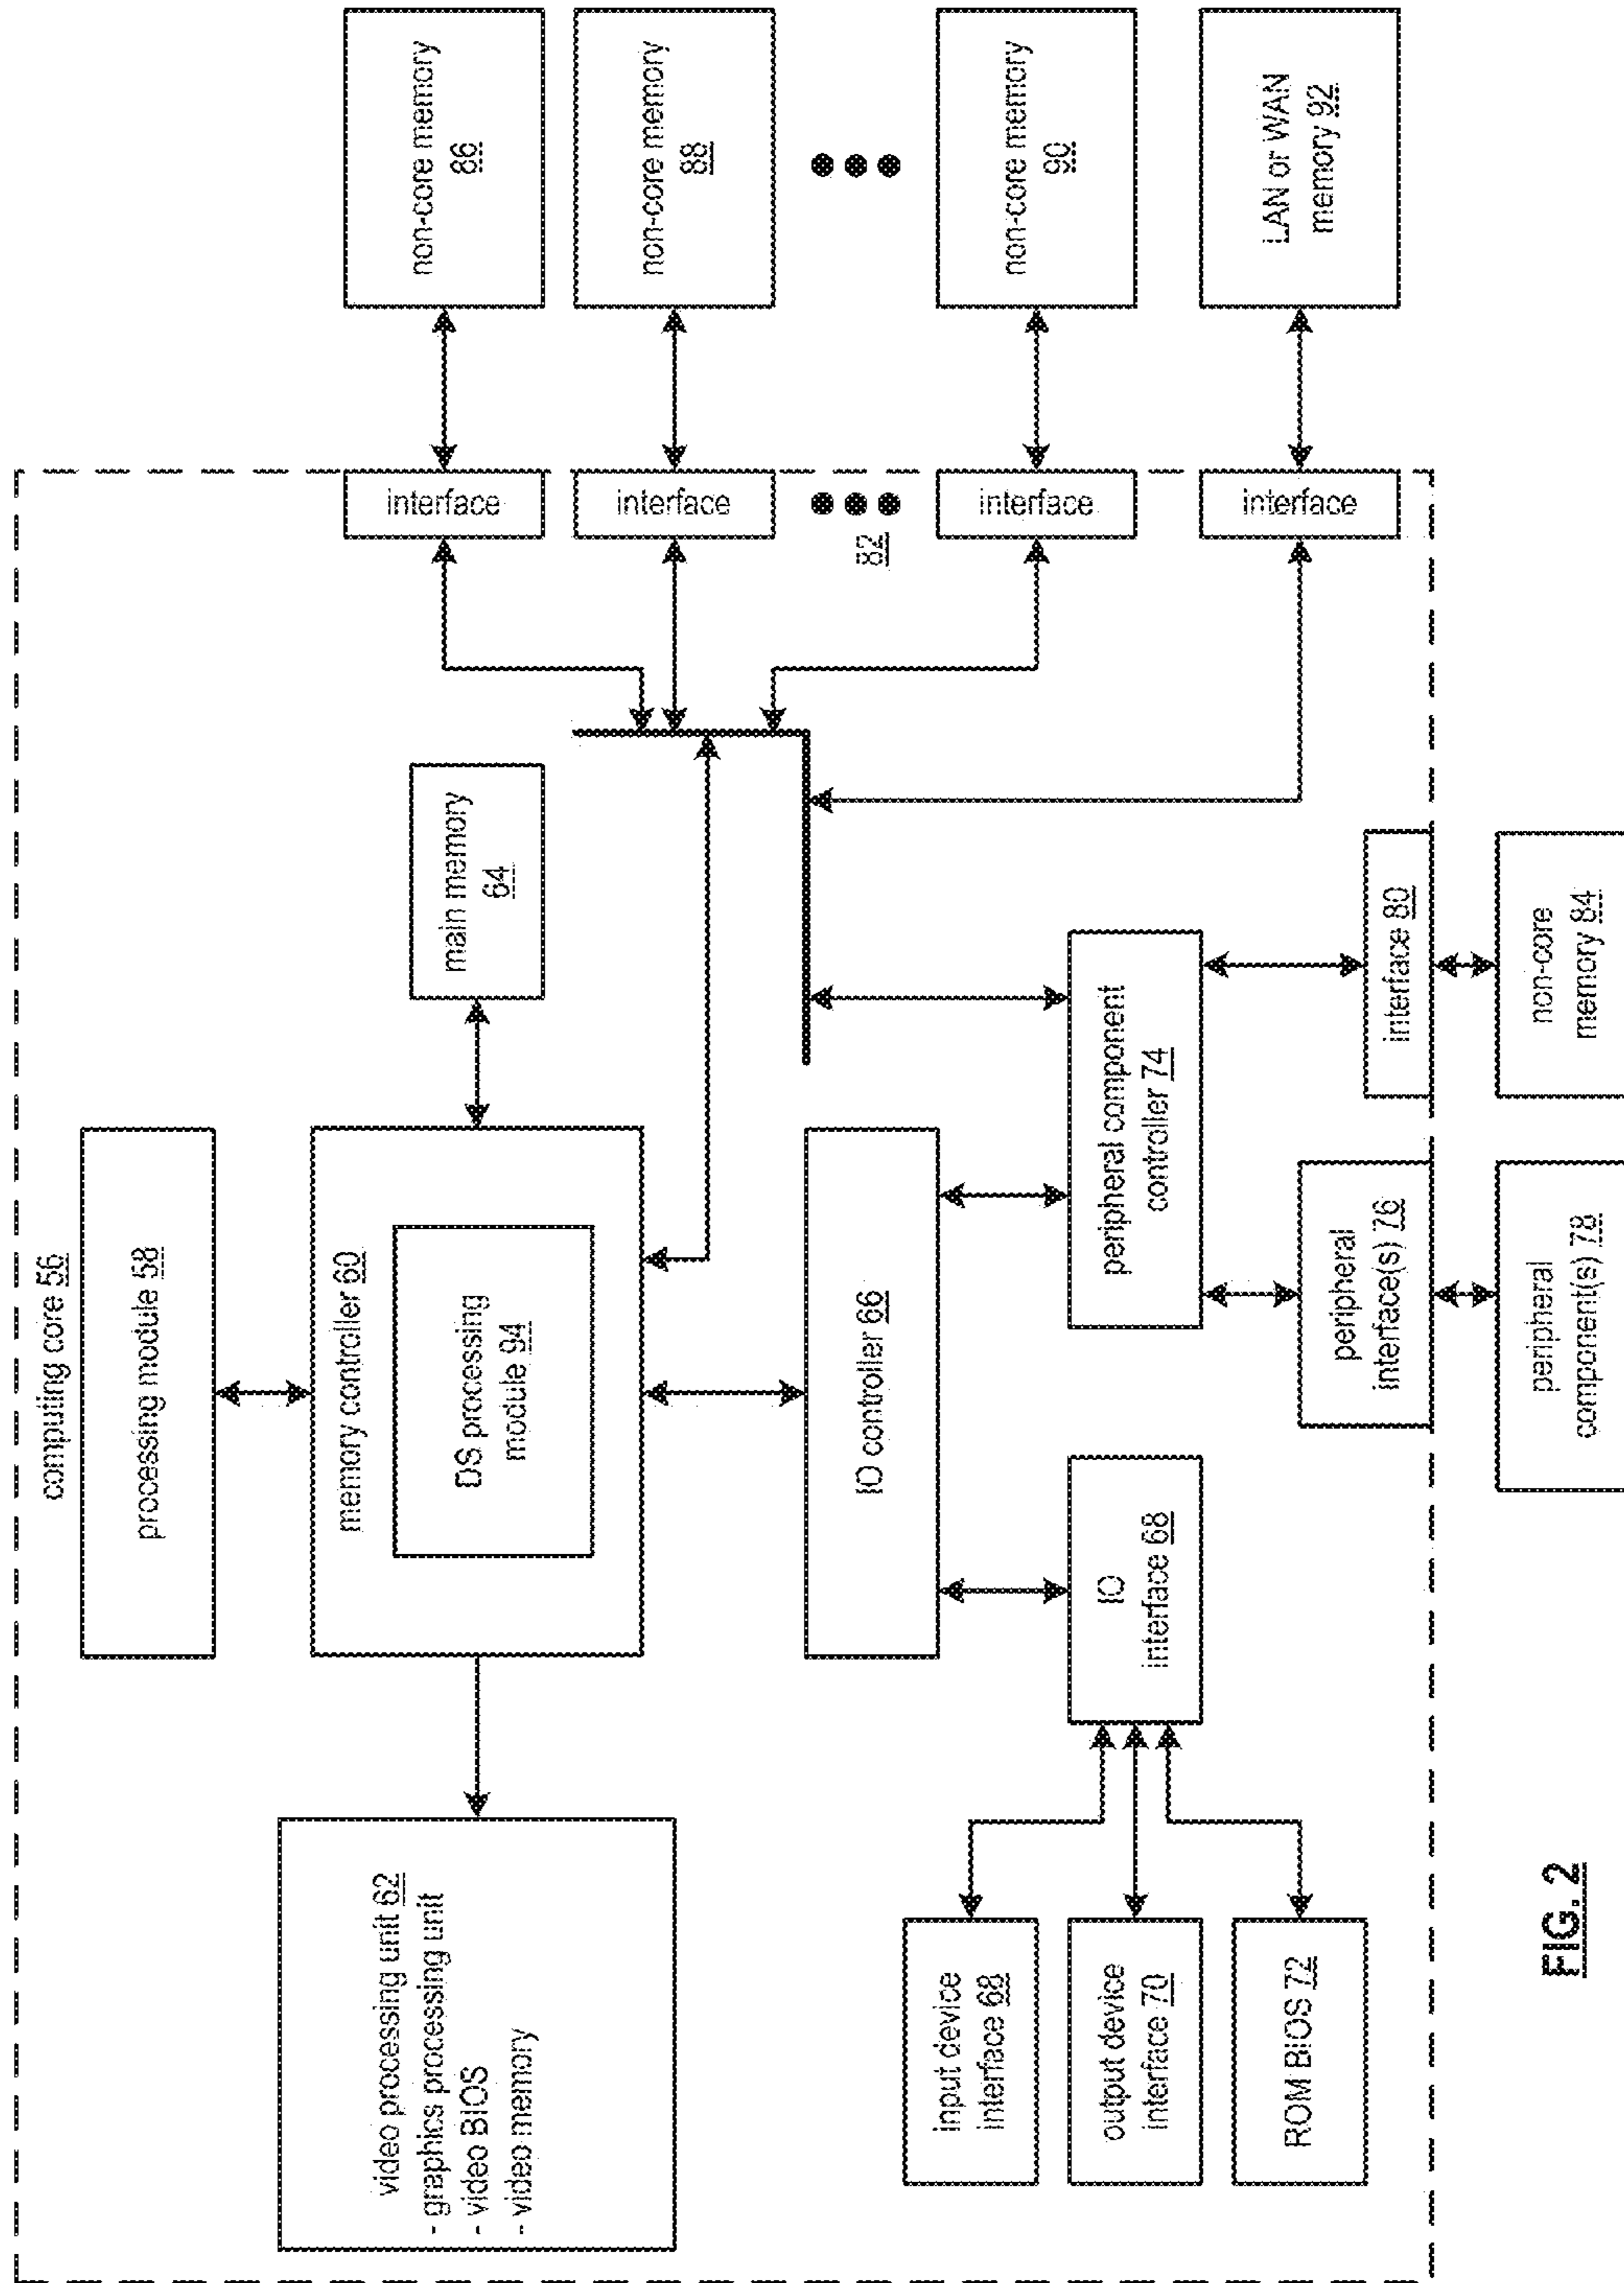 computing core 56
processing module 58
memory controller 60
DS processing
module 94
main memory
64
video processing unit 62
- graphics processing unit
- video BIOS
- video memory
IO controller 66
IO
interface 68
input device
interface 68
output device
interface 70
ROM BIOS 72
peripheral component
controller 74
peripheral
interface(s) 76
interface 80
peripheral
component(s) 78
non-core
memory 84
interface
interface
82
interface
interface
non-core memory
86
non-core memory
88
non-core memory
90
LAN or WAN
memory 92
FIG. 2